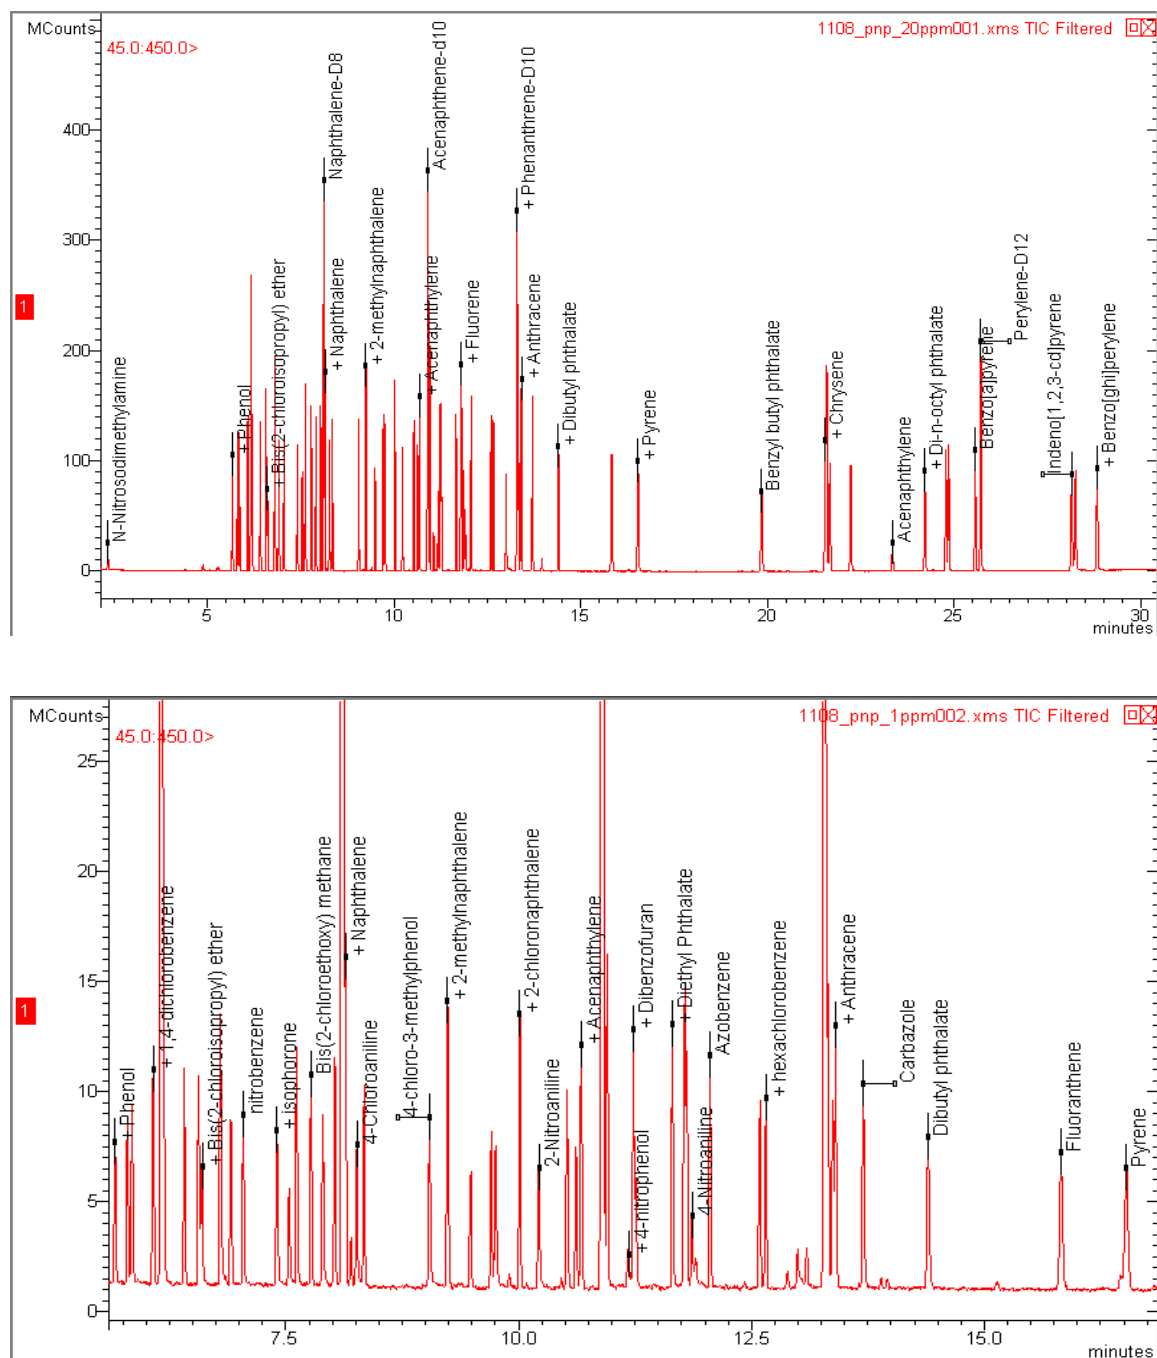 MCounts
1108_pnp_20ppm001.xms TIC Filtered
45.0:450.0>
400
300
200
100
0
1
N-Nitrosodimethylamine
+ Phenol
+ Bis(2-chloroisopropyl) ether
Naphthalene-D8
+ Naphthalene
+ 2-methylnaphthalene
+ Acenaphthylene
Acenaphthene-d10
+ Fluorene
+ Phenanthrene-D10
+ Anthracene
+ Dibutyl phthalate
+ Pyrene
Benzyl butyl phthalate
+ Chrysene
Acenaphthylene
+ Di-n-octyl phthalate
Benzo[a]pyrene
Perylene-D12
Indeno[1,2,3-cd]pyrene
+ Benzo[ghi]perylene
5
10
15
20
25
30
minutes
MCounts
1108_pnp_1ppm002.xms TIC Filtered
45.0:450.0>
25
20
15
10
5
0
1
+ Phenol
+ 1,4-dichlorobenzene
+ Bis(2-chloroisopropyl) ether
nitrobenzene
+ isophorone
Bis(2-chloroethoxy) methane
+ Naphthalene
4-Chloroaniline
4-chloro-3-methylphenol
+ 2-methylnaphthalene
+ 2-chloronaphthalene
2-Nitroaniline
+ Acenaphthylene
+ 4-nitrophenol
+ Dibenzofuran
+ Diethyl Phthalate
4-Nitroaniline
Azobenzene
+ hexachlorobenzene
+ Anthracene
Carbazole
Dibutyl phthalate
Fluoranthene
Pyrene
7.5
10.0
12.5
15.0
minutes